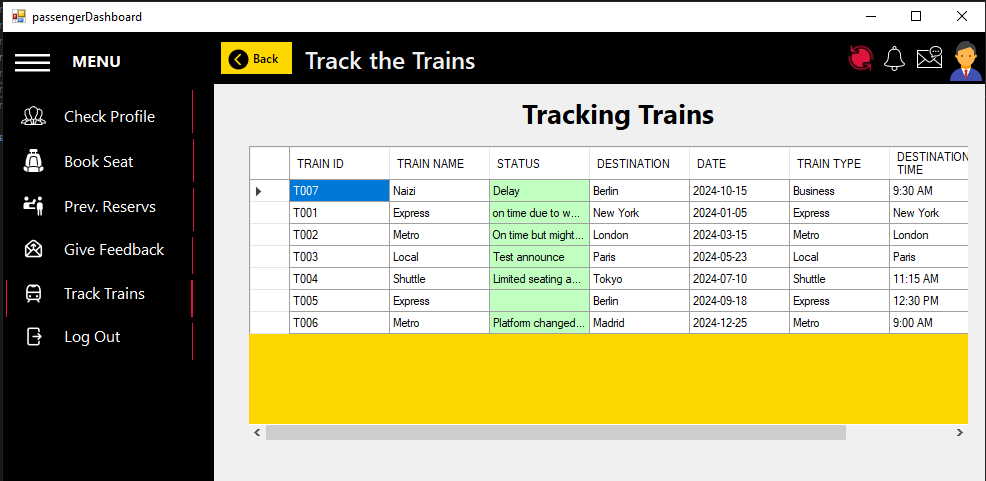 passengerDashboard
MENU
Back
Track the Trains
Check Profile
Book Seat
Prev. Reservs
Give Feedback
Track Trains
Log Out
Tracking Trains
TRAIN ID TRAIN NAME STATUS DESTINATION DATE TRAIN TYPE DESTINATION TIME
T007 Naizi Delay Berlin 2024-10-15 Business 9:30 AM
T001 Express on time due to w... New York 2024-01-05 Express New York
T002 Metro On time but might... London 2024-03-15 Metro London
T003 Local Test announce Paris 2024-05-23 Local Paris
T004 Shuttle Limited seating a... Tokyo 2024-07-10 Shuttle 11:15 AM
T005 Express Berlin 2024-09-18 Express 12:30 PM
T006 Metro Platform changed... Madrid 2024-12-25 Metro 9:00 AM